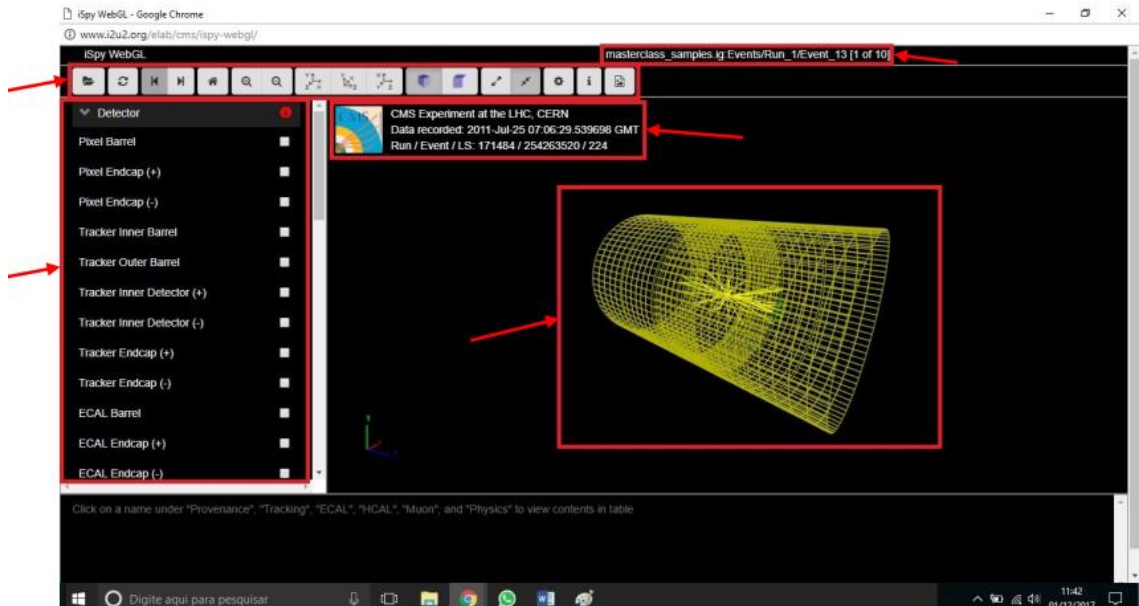 iSpy WebGL - Google Chrome
www.i2u2.org/elab/cms/ispy-webgl/
iSpy WebGL
masterclass_samples.ig:Events/Run_1/Event_13 [1 of 10]
Detector
CMS Experiment at the LHC, CERN
Data recorded: 2011-Jul-25 07:06:29.539698 GMT
Run / Event / LS: 171484 / 254263520 / 224
Pixel Barrel
Pixel Endcap (+)
Pixel Endcap (-)
Tracker Inner Barrel
Tracker Outer Barrel
Tracker Inner Detector (+)
Tracker Inner Detector (-)
Tracker Endcap (+)
Tracker Endcap (-)
ECAL Barrel
ECAL Endcap (+)
ECAL Endcap (-)
Click on a name under "Provenance", "Tracking", "ECAL", "HCAL", "Muon", and "Physics" to view contents in table
Digite aqui para pesquisar
11:42
01/12/2017